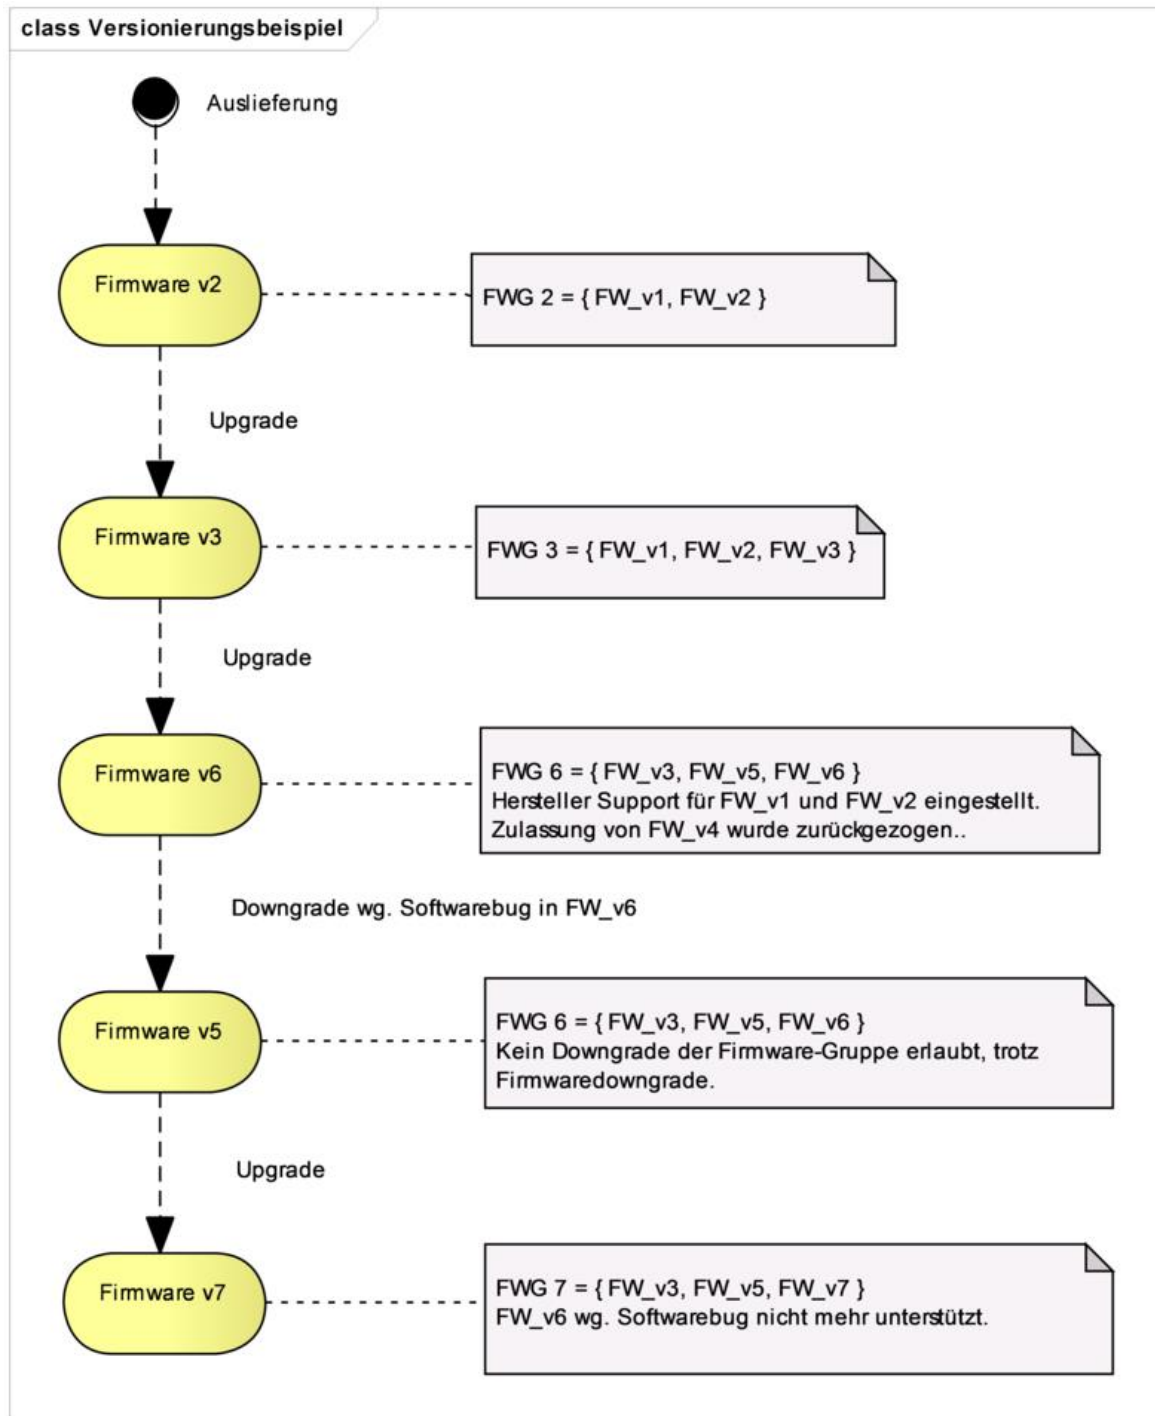 class Versionierungsbeispiel
Auslieferung
Firmware v2
FWG 2 = { FW_v1, FW_v2 }
Upgrade
Firmware v3
FWG 3 = { FW_v1, FW_v2, FW_v3 }
Upgrade
Firmware v6
FWG 6 = { FW_v3, FW_v5, FW_v6 }
Hersteller Support für FW_v1 und FW_v2 eingestellt.
Zulassung von FW_v4 wurde zurückgezogen..
Downgrade wg. Softwarebug in FW_v6
Firmware v5
FWG 6 = { FW_v3, FW_v5, FW_v6 }
Kein Downgrade der Firmware-Gruppe erlaubt, trotz
Firmwaredowngrade.
Upgrade
Firmware v7
FWG 7 = { FW_v3, FW_v5, FW_v7 }
FW_v6 wg. Softwarebug nicht mehr unterstützt.